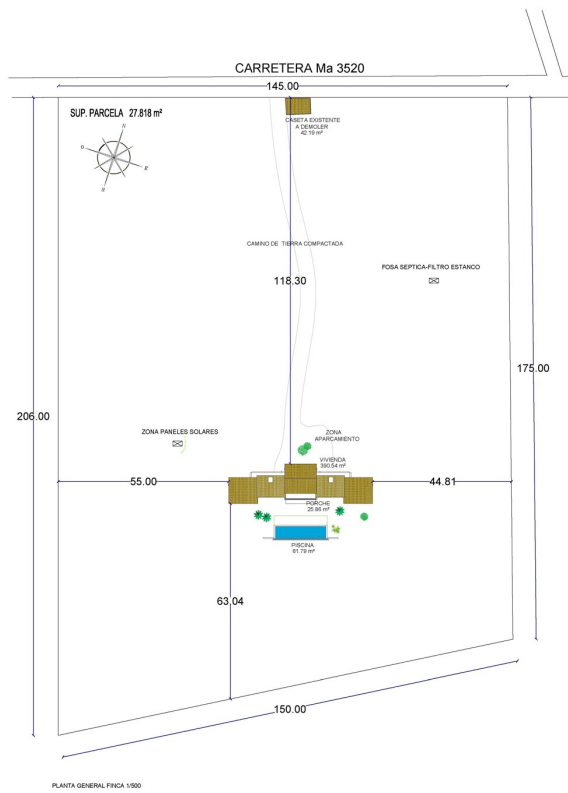 CARRETERA Ma 3520
145.00
SUP. PARCELA 27.818 m²
CASETA EXISTENTE
A DEMOLER
42.19 m²
N
O
E
S
CAMINO DE TIERRA COMPACTADA
FOSA SEPTICA-FILTRO ESTANCO
118.30
175.00
206.00
ZONA PANELES SOLARES
ZONA
APARCAMIENTO
VIVIENDA
390.54 m²
55.00
44.81
PORCHE
25.86 m²
PISCINA
61.79 m²
63.04
150.00
PLANTA GENERAL FINCA 1/500